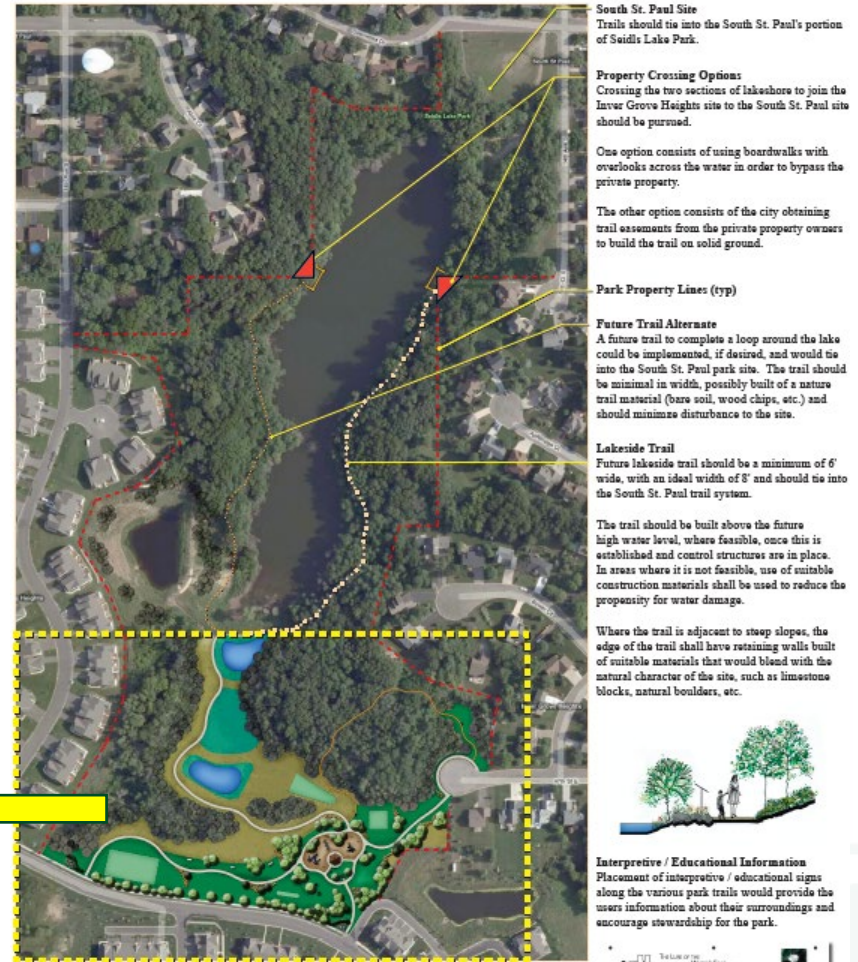 South St. Paul Site
Trails should tie into the South St. Paul's portion
of Seidls Lake Park.
Property Crossing Options
Crossing the two sections of lakeshore to join the
Inver Grove Heights site to the South St. Paul site
should be pursued.
One option consists of using boardwalks with
overlooks across the water in order to bypass the
private property.
The other option consists of the city obtaining
trail easements from the private property owners
to build the trail on solid ground.
Park Property Lines (typ)
Future Trail Alternate
A future trail to complete a loop around the lake
could be implemented, if desired, and would tie
into the South St. Paul park site. The trail should
be minimal in width, possibly built of a nature
trail material (bare soil, wood chips, etc.) and
should minimze disturbance to the site.
Lakeside Trail
Future lakeside trail should be a minimum of 6'
wide, with an ideal width of 8' and should tie into
the South St. Paul trail system.
The trail should be built above the future
high water level, where feasible, once this is
established and control structures are in place.
In areas where it is not feasible, use of suitable
construction materials shall be used to reduce the
propensity for water damage.
Where the trail is adjacent to steep slopes, the
edge of the trail shall have retaining walls built
of suitable materials that would blend with the
natural character of the site, such as limestone
blocks, natural boulders, etc.
Interpretive / Educational Information
Placement of interpretive / educational signs
along the various park trails would provide the
users information about their surroundings and
encourage stewardship for the park.
South St Paul
Seidls Lake Park
Heights